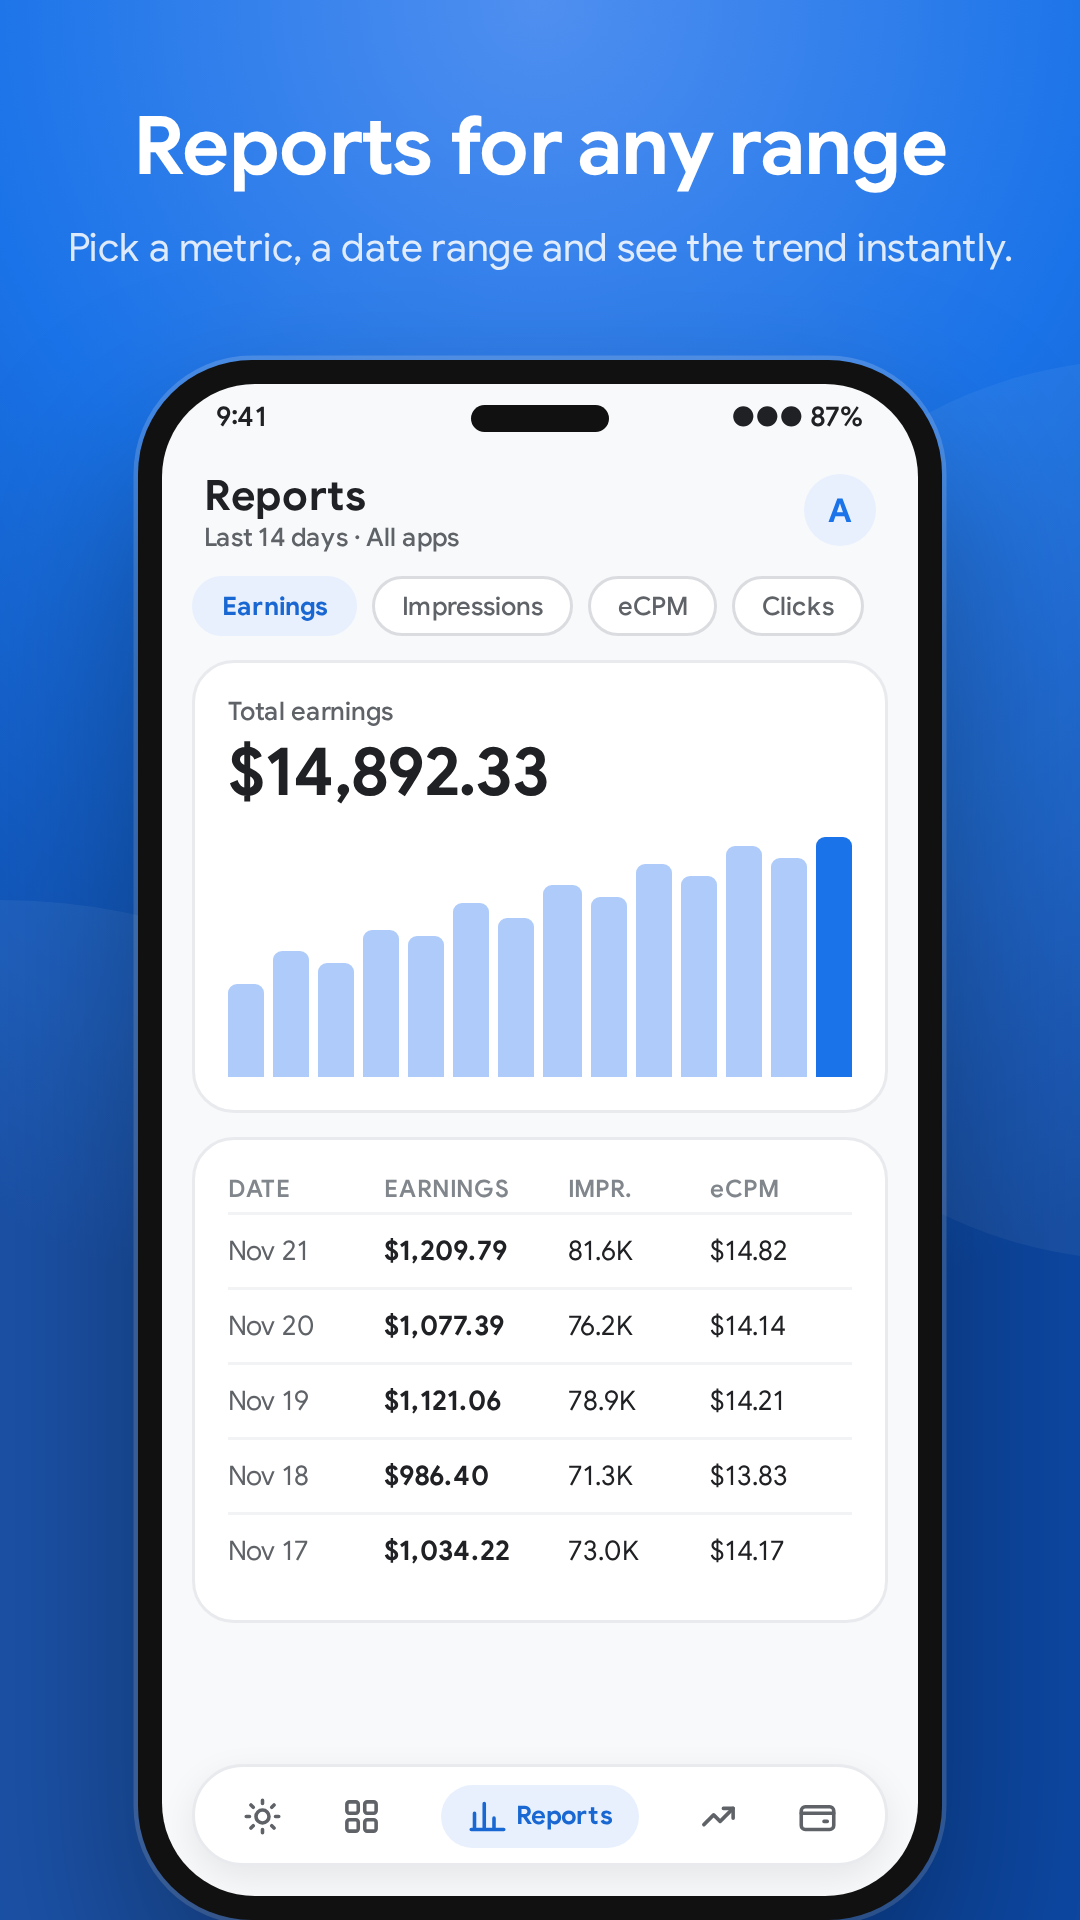 Reports for any range
Pick a metric, a date range and see the trend instantly.
9:41
87%
Reports
Last 14 days · All apps
A
Earnings Impressions eCPM Clicks
Total earnings
$14,892.33
DATE EARNINGS IMPR. eCPM
Nov 21 $1,209.79 81.6K $14.82
Nov 20 $1,077.39 76.2K $14.14
Nov 19 $1,121.06 78.9K $14.21
Nov 18 $986.40 71.3K $13.83
Nov 17 $1,034.22 73.0K $14.17
Reports